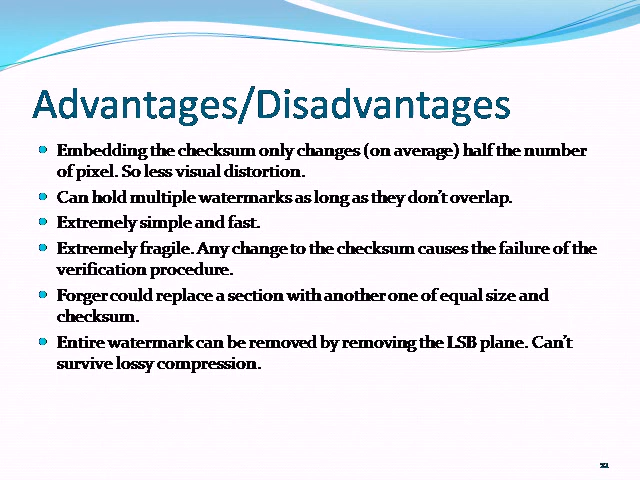 Advantages/Disadvantages
Embedding the checksum only changes (on average) half the number
of pixel. So less visual distortion.
Can hold multiple watermarks as long as they don't overlap.
Extremely simple and fast.
Extremely fragile. Any change to the checksum causes the failure of the
verification procedure.
Forger could replace a section with another one of equal size and
checksum.
Entire watermark can be removed by removing the LSB plane. Can't
survive lossy compression.